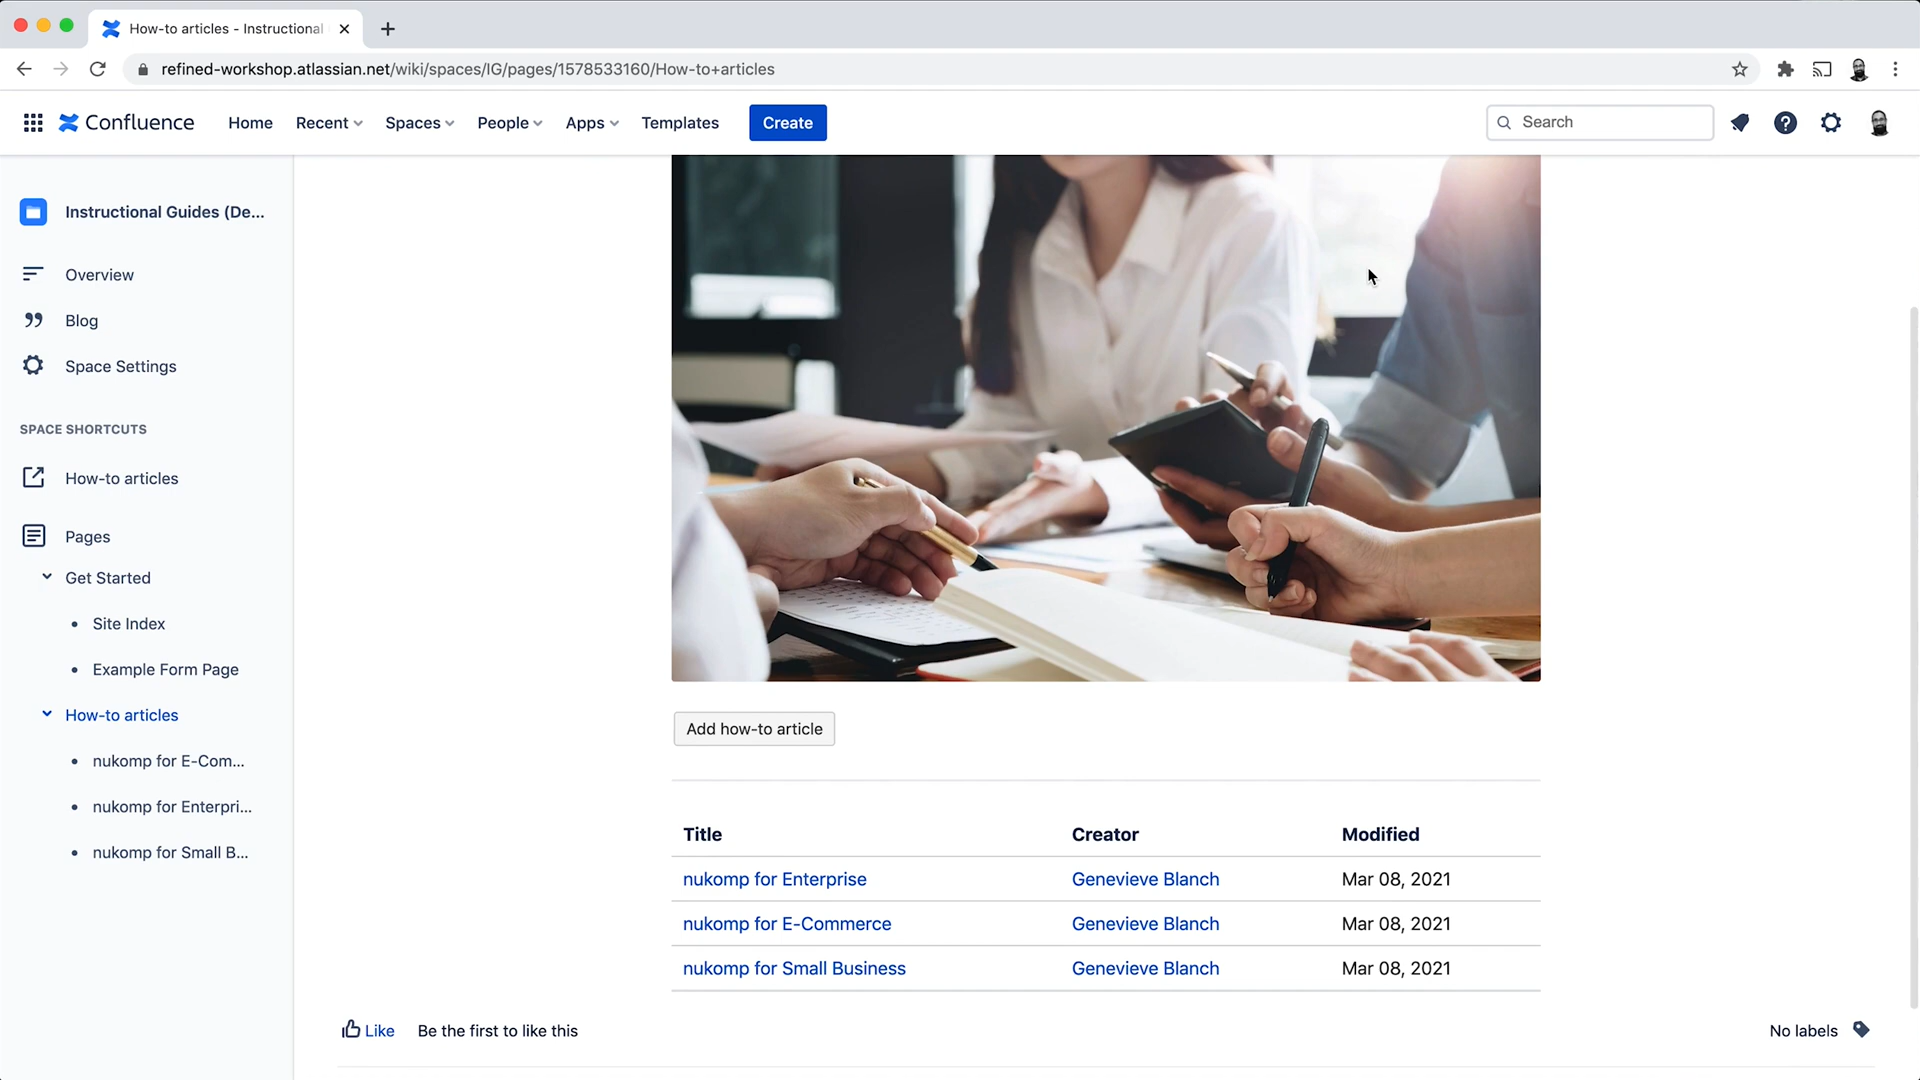 How-to articles - Instructional
refined-workshop.atlassian.net/wiki/spaces/IG/pages/1578533160/How-to+articles
Confluence Home Recent Spaces People Apps Templates Create Search
Instructional Guides (De...
Overview
Blog
Space Settings
SPACE SHORTCUTS
How-to articles
Pages
Get Started
Site Index
Example Form Page
How-to articles
nukomp for E-Com...
nukomp for Enterpri...
nukomp for Small B...
Add how-to article
Title Creator Modified
nukomp for Enterprise Genevieve Blanch Mar 08, 2021
nukomp for E-Commerce Genevieve Blanch Mar 08, 2021
nukomp for Small Business Genevieve Blanch Mar 08, 2021
Like Be the first to like this No labels